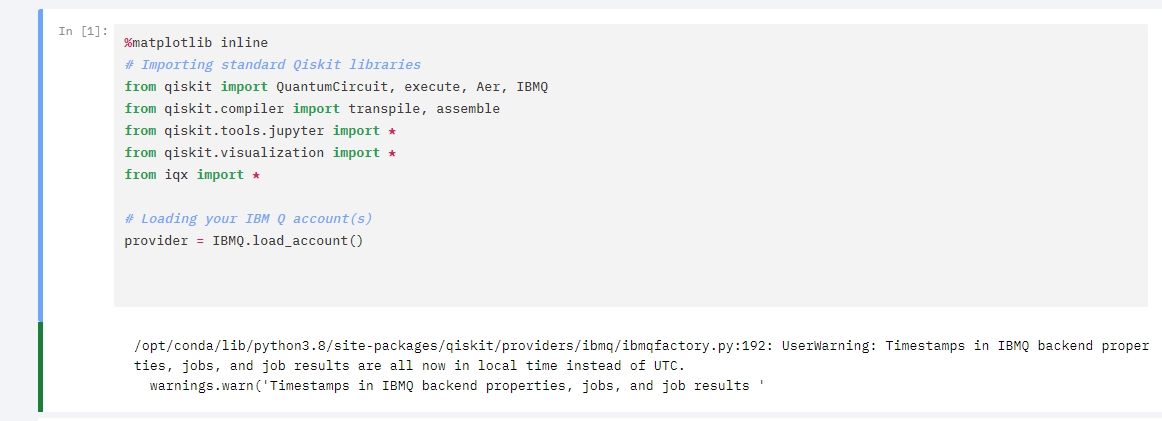 In [1]:
%matplotlib inline
# Importing standard Qiskit libraries
from qiskit import QuantumCircuit, execute, Aer, IBMQ
from qiskit.compiler import transpile, assemble
from qiskit.tools.jupyter import *
from qiskit.visualization import *
from iqx import *
# Loading your IBM Q account(s)
provider = IBMQ.load_account()
/opt/conda/lib/python3.8/site-packages/qiskit/providers/ibmq/ibmqfactory.py:192: UserWarning: Timestamps in IBMQ backend proper
ties, jobs, and job results are all now in local time instead of UTC.
  warnings.warn('Timestamps in IBMQ backend properties, jobs, and job results '